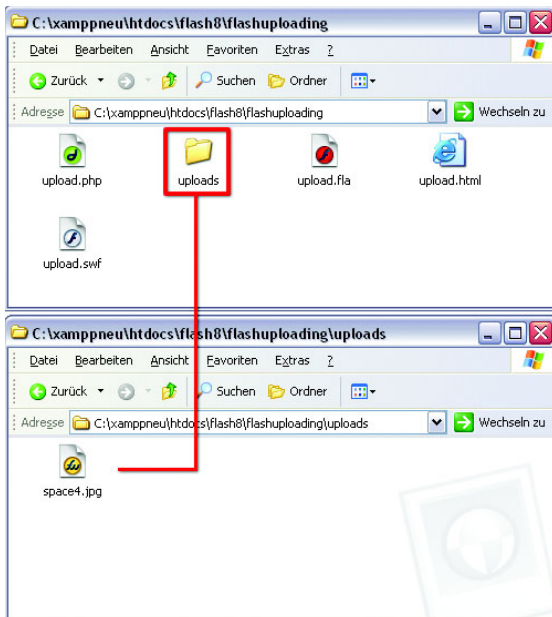 C:\xamppneu\htdocs\flash8\flashuploading
Datei Bearbeiten Ansicht Favoriten Extras ?
Zurück Suchen Ordner
Adresse C:\xamppneu\htdocs\flash8\flashuploading Wechseln zu
upload.php uploads upload.fla upload.html
upload.swf
C:\xamppneu\htdocs\flash8\flashuploading\uploads
Datei Bearbeiten Ansicht Favoriten Extras ?
Zurück Suchen Ordner
Adresse C:\xamppneu\htdocs\flash8\flashuploading\uploads Wechseln zu
space4.jpg